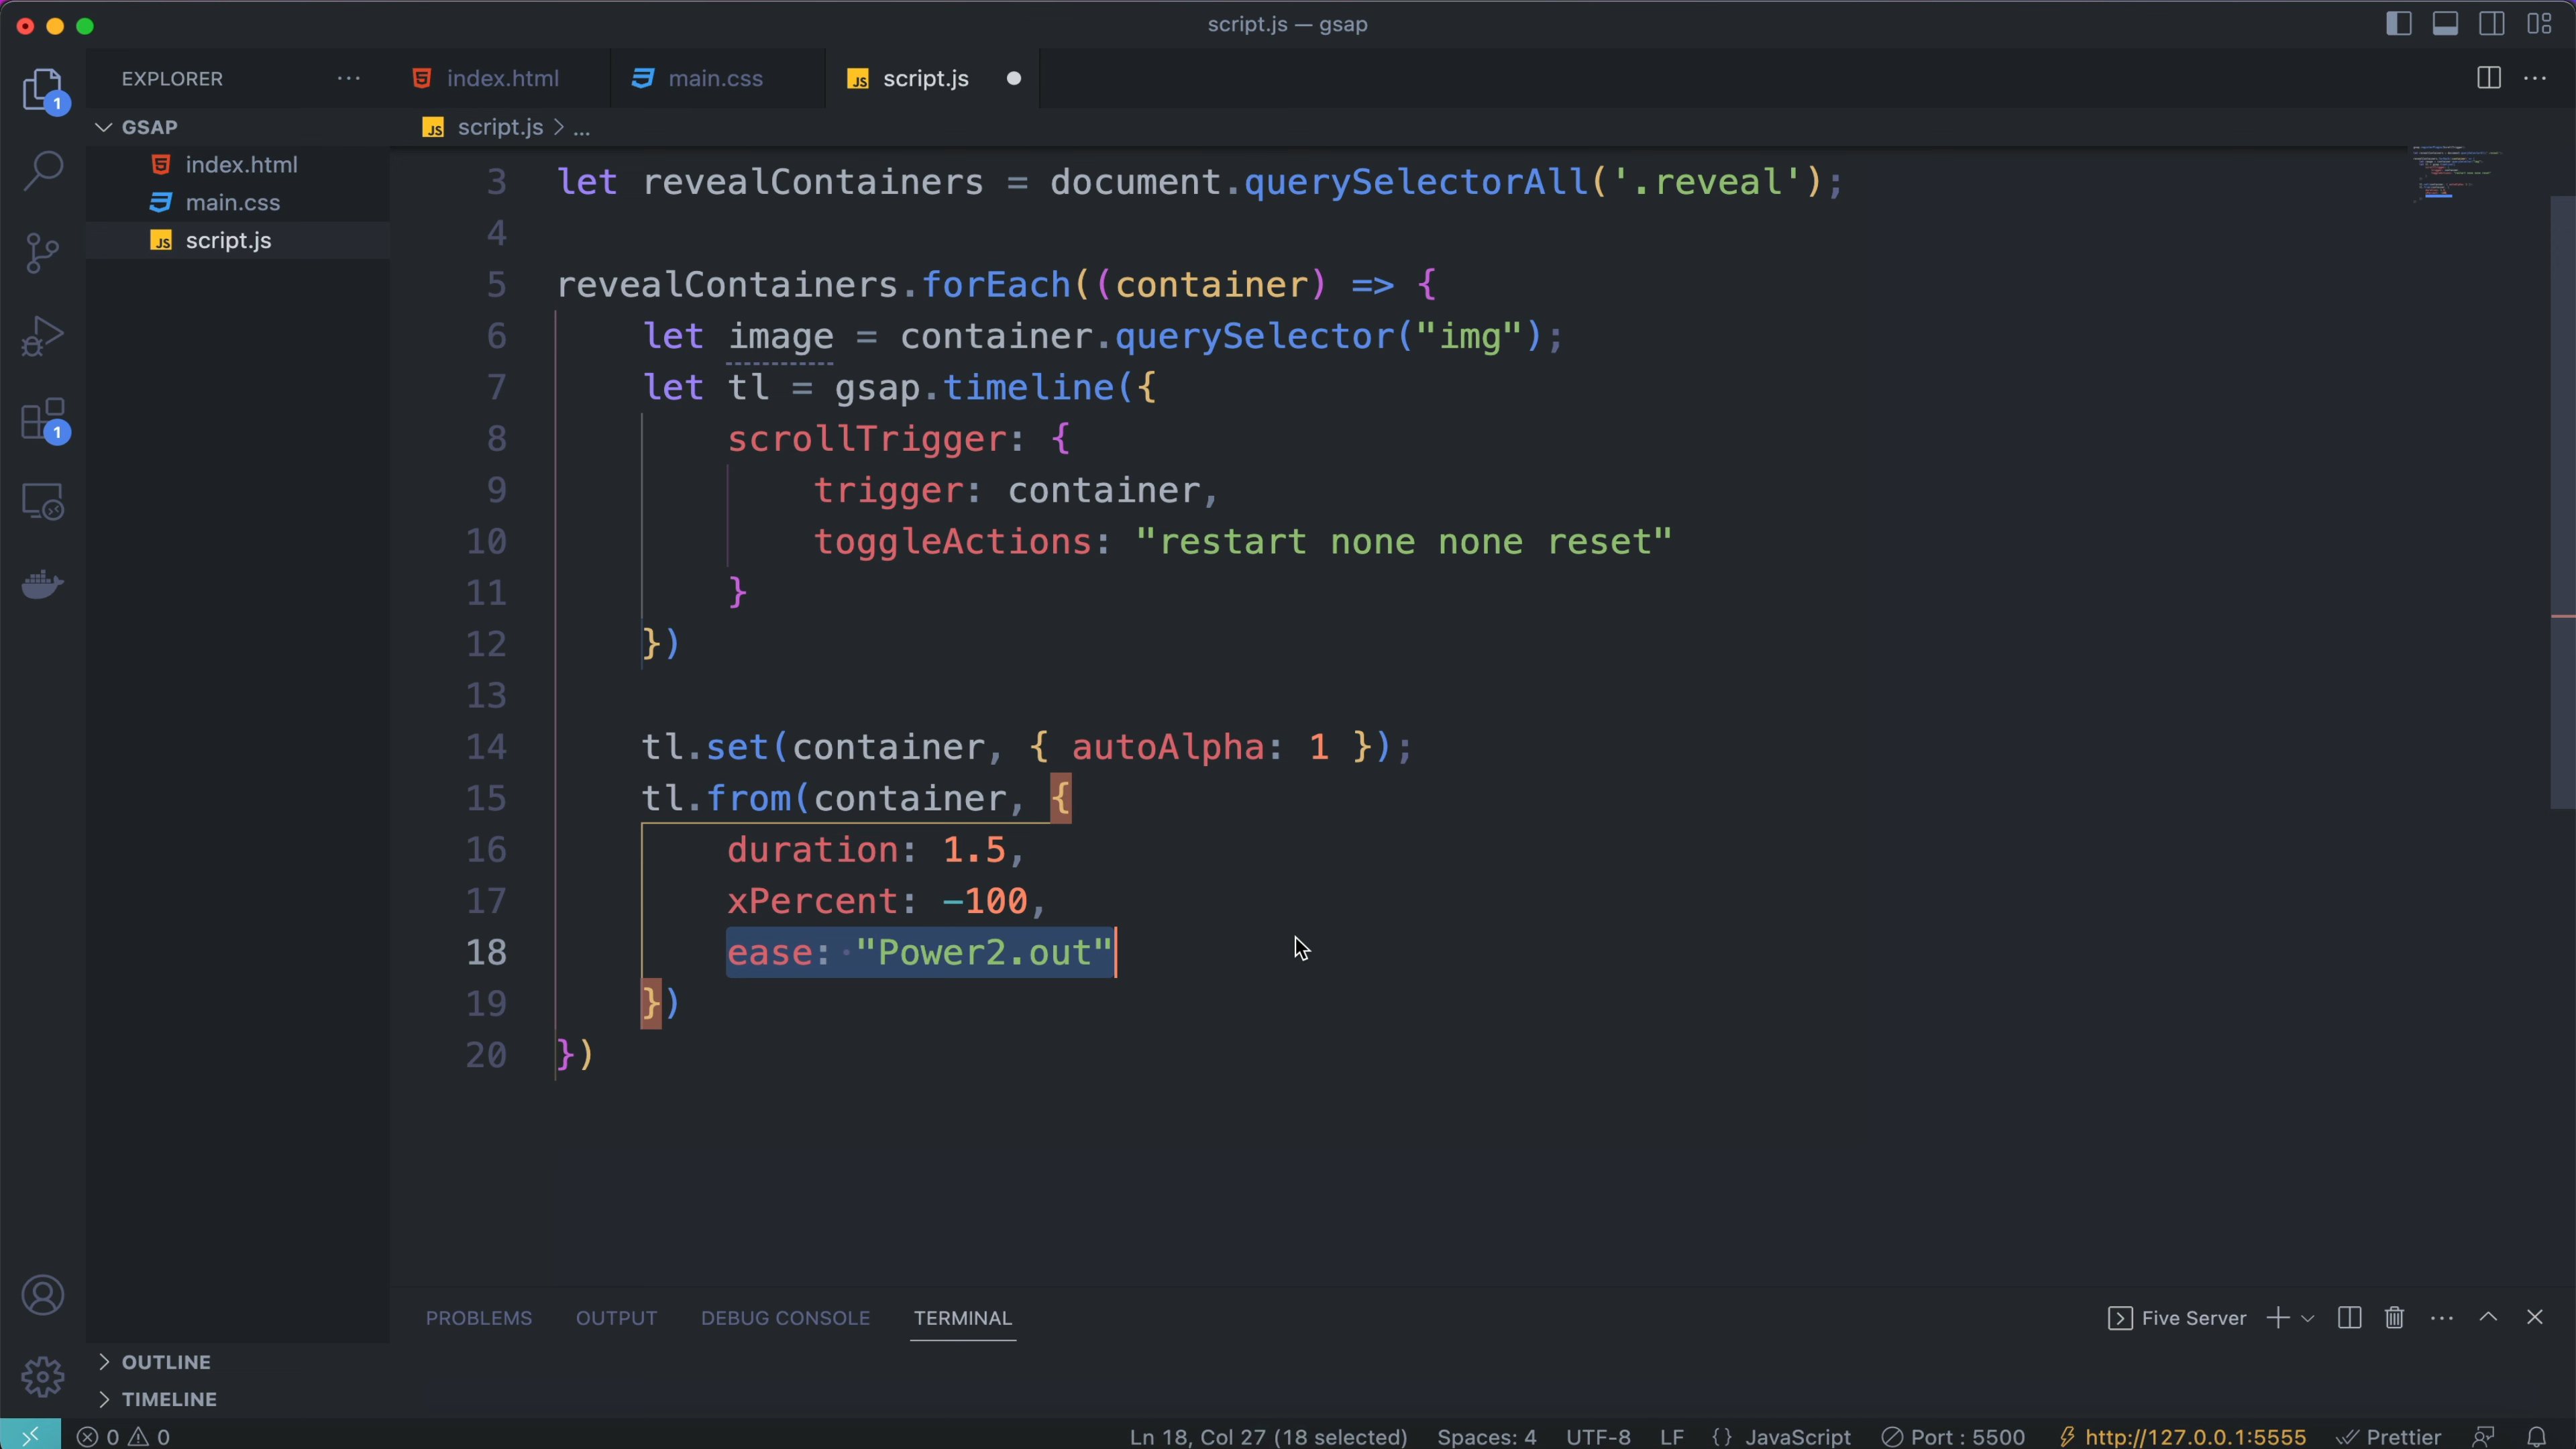 script.js — gsap
EXPLORER
index.html
main.css
script.js
1
GSAP
script.js > ...
index.html
main.css
script.js
1
3 let revealContainers = document.querySelectorAll('.reveal');
4
5 revealContainers.forEach((container) => {
6 let image = container.querySelector("img");
7 let tl = gsap.timeline({
8 scrollTrigger: {
9 trigger: container,
10 toggleActions: "restart none none reset"
11 }
12 })
13
14 tl.set(container, { autoAlpha: 1 });
15 tl.from(container, {
16 duration: 1.5,
17 xPercent: -100,
18 ease: "Power2.out"
19 })
20 })
PROBLEMS
OUTPUT
DEBUG CONSOLE
TERMINAL
Five Server
OUTLINE
TIMELINE
0 0
Ln 18, Col 27 (18 selected)
Spaces: 4
UTF-8
LF
{} JavaScript
Port : 5500
http://127.0.0.1:5555
Prettier